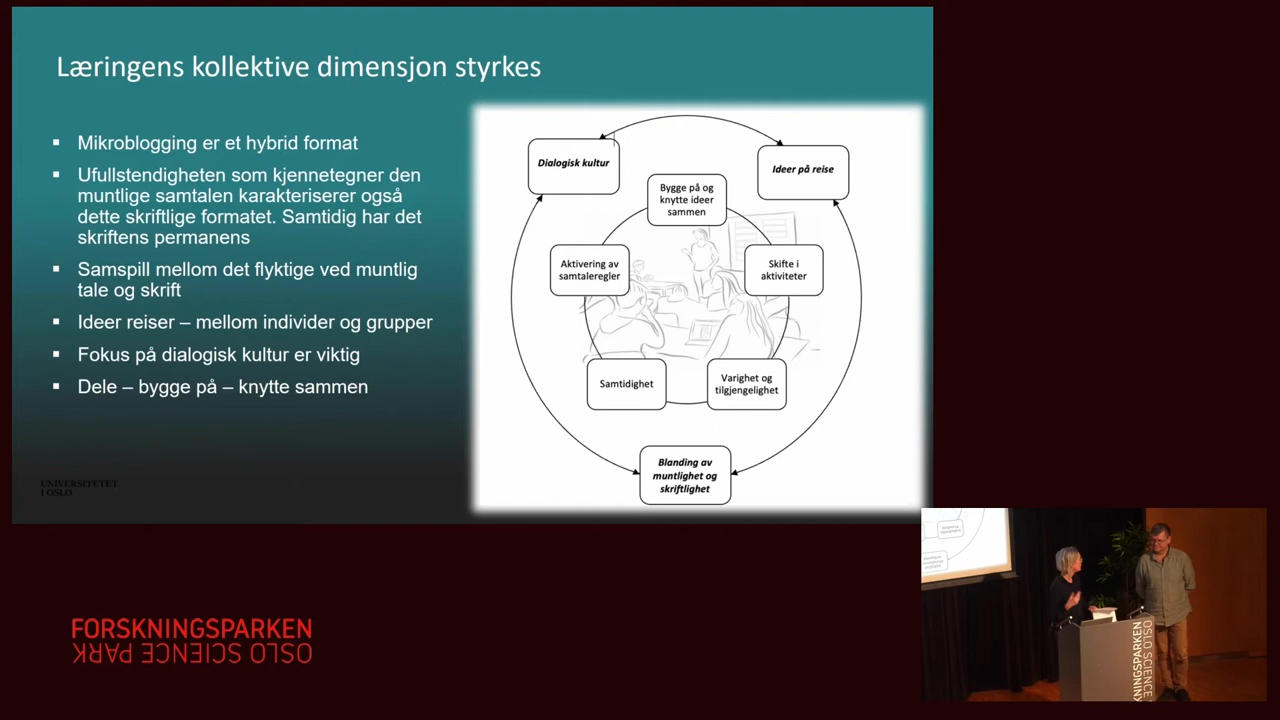 Læringens kollektive dimensjon styrkes
▪ Mikroblogging er et hybrid format
▪ Ufullstendigheten som kjennetegner den
muntlige samtalen karakteriserer også
dette skriftlige formatet. Samtidig har det
skriftens permanens
▪ Samspill mellom det flyktige ved muntlig
tale og skrift
▪ Ideer reiser – mellom individer og grupper
▪ Fokus på dialogisk kultur er viktig
▪ Dele – bygge på – knytte sammen
UNIVERSITETET
I OSLO
Dialogisk kultur
Ideer på reise
Bygge på og
knytte ideer
sammen
Aktivering av
samtaleregler
Skifte i
aktiviteter
Samtidighet
Varighet og
tilgjengelighet
Blanding av
muntlighet og
skriftlighet
FORSKNINGSPARKEN
OSLO SCIENCE PARK
OSLO SCIENCE